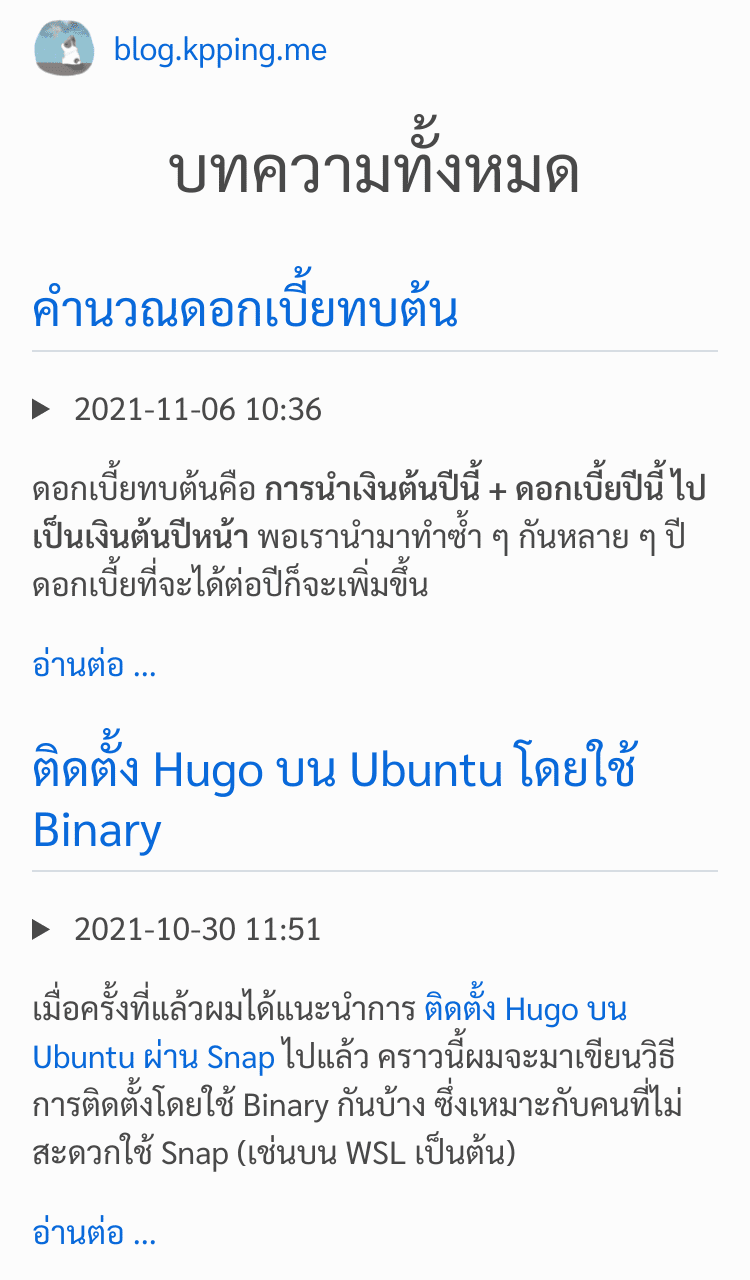 blog.kpping.me
บทความทั้งหมด
คำนวณดอกเบี้ยทบต้น
2021-11-06 10:36
ดอกเบี้ยทบต้นคือ การนำเงินต้นปีนี้ + ดอกเบี้ยปีนี้ ไป
เป็นเงินต้นปีหน้า พอเรานำมาทำซ้ำ ๆ กันหลาย ๆ ปี
ดอกเบี้ยที่จะได้ต่อปีก็จะเพิ่มขึ้น
อ่านต่อ ...
ติดตั้ง Hugo บน Ubuntu โดยใช้
Binary
2021-10-30 11:51
เมื่อครั้งที่แล้วผมได้แนะนำการ ติดตั้ง Hugo บน
Ubuntu ผ่าน Snap ไปแล้ว คราวนี้ผมจะมาเขียนวิธี
การติดตั้งโดยใช้ Binary กันบ้าง ซึ่งเหมาะกับคนที่ไม่
สะดวกใช้ Snap (เช่นบน WSL เป็นต้น)
อ่านต่อ ...